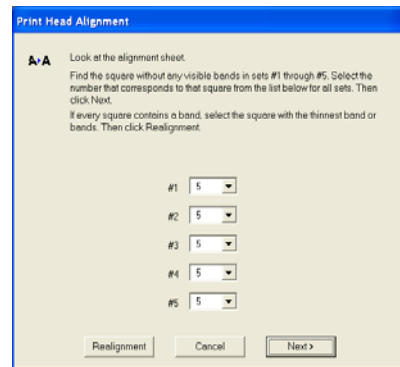 Print Head Alignment
A A
Look at the alignment sheet.
Find the square without any visible bands in sets #1 through #5. Select the
number that corresponds to that square from the list below for all sets. Then
click Next.
If every square contains a band, select the square with the thinnest band or
bands. Then click Realignment.
#1 5
#2 5
#3 5
#4 5
#5 5
Realignment Cancel Next >